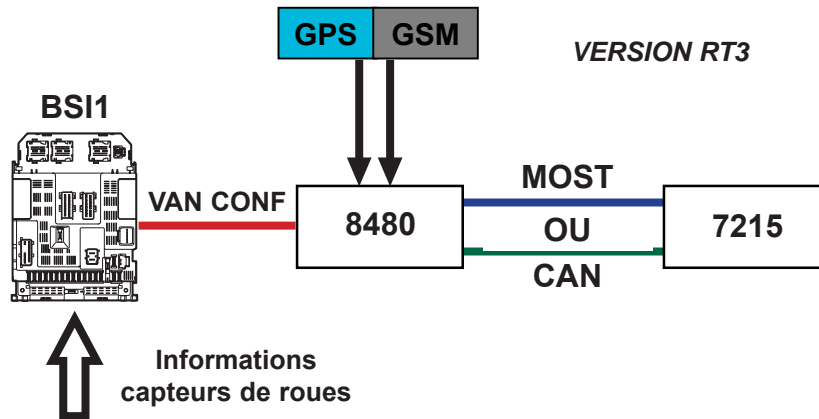 GPS GSM
VERSION RT3
BSI1
VAN CONF
8480
MOST
OU
CAN
7215
Informations
capteurs de roues